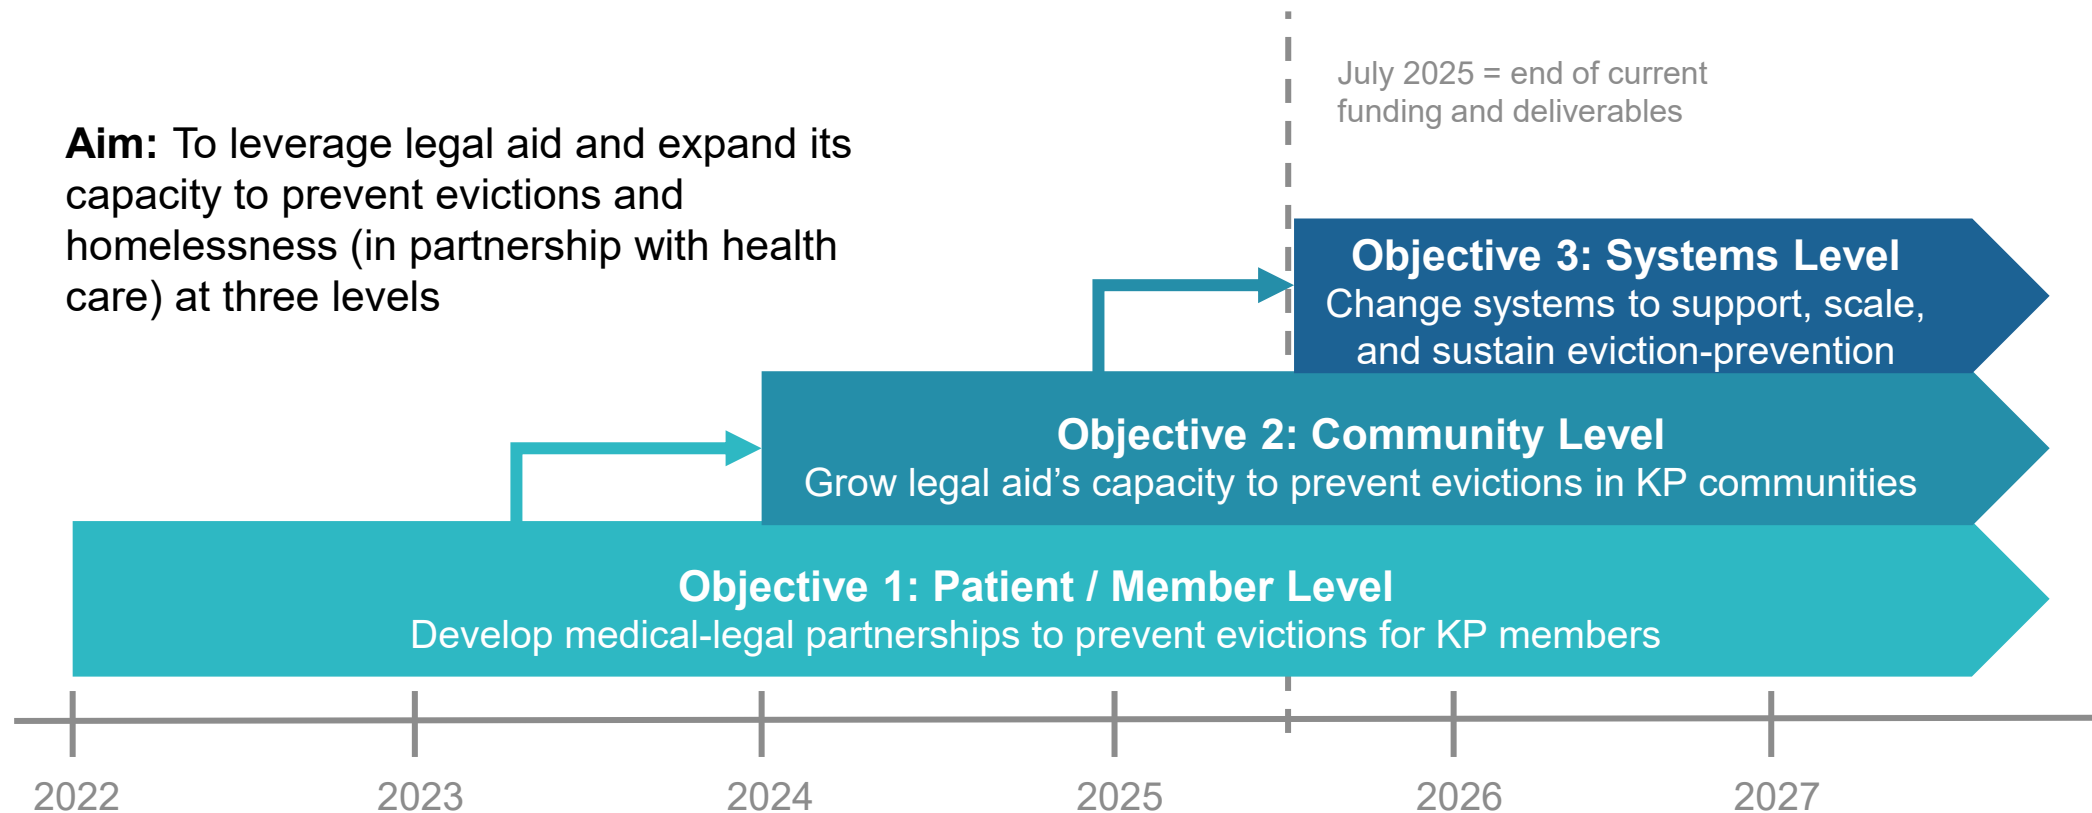 July 2025 = end of current
funding and deliverables
Aim: To leverage legal aid and expand its
capacity to prevent evictions and
homelessness (in partnership with health
care) at three levels
Objective 3: Systems Level
Change systems to support, scale,
and sustain eviction-prevention
Objective 2: Community Level
Grow legal aid’s capacity to prevent evictions in KP communities
Objective 1: Patient / Member Level
Develop medical-legal partnerships to prevent evictions for KP members
2022 2023 2024 2025 2026 2027